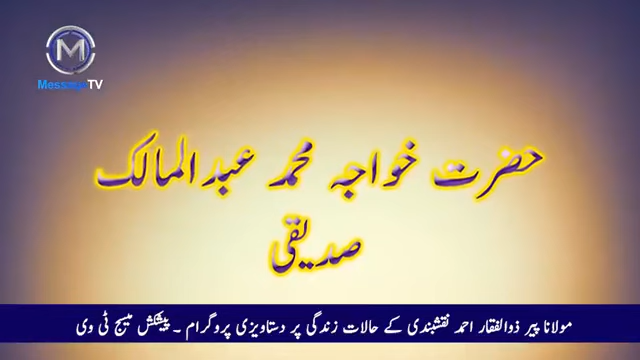 MessageTV
حضرت خواجہ محمد عبدالمالک
صدیقی
مولانا پیر ذوالفقار احمد نقشبندی کے حالات زندگی پر دستاویزی پروگرام ۔ پیشکش میسج ٹی وی